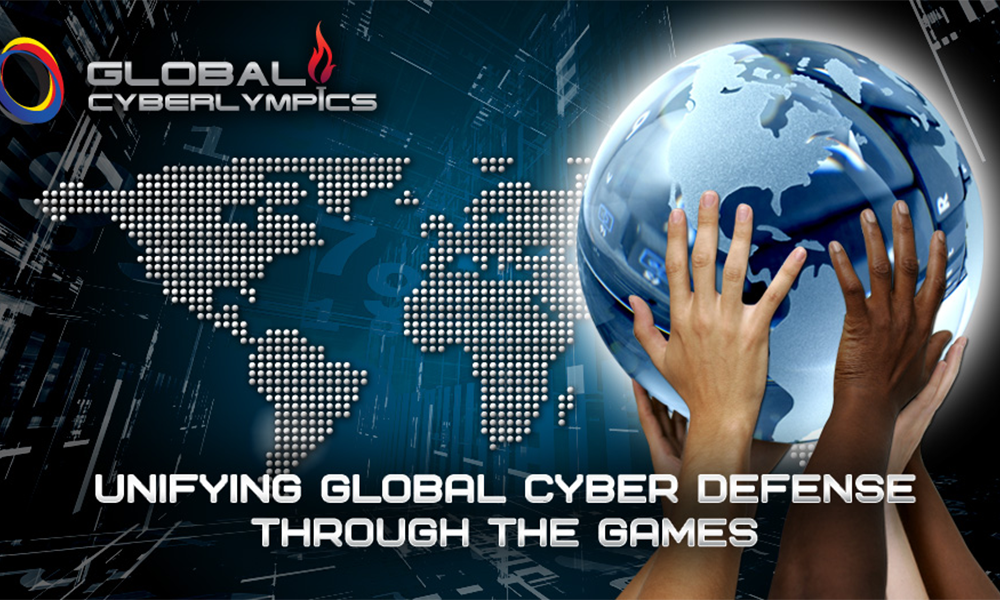 GLOBAL
CYBERLYMPICS
R
UNIFYING GLOBAL CYBER DEFENSE
THROUGH THE GAMES